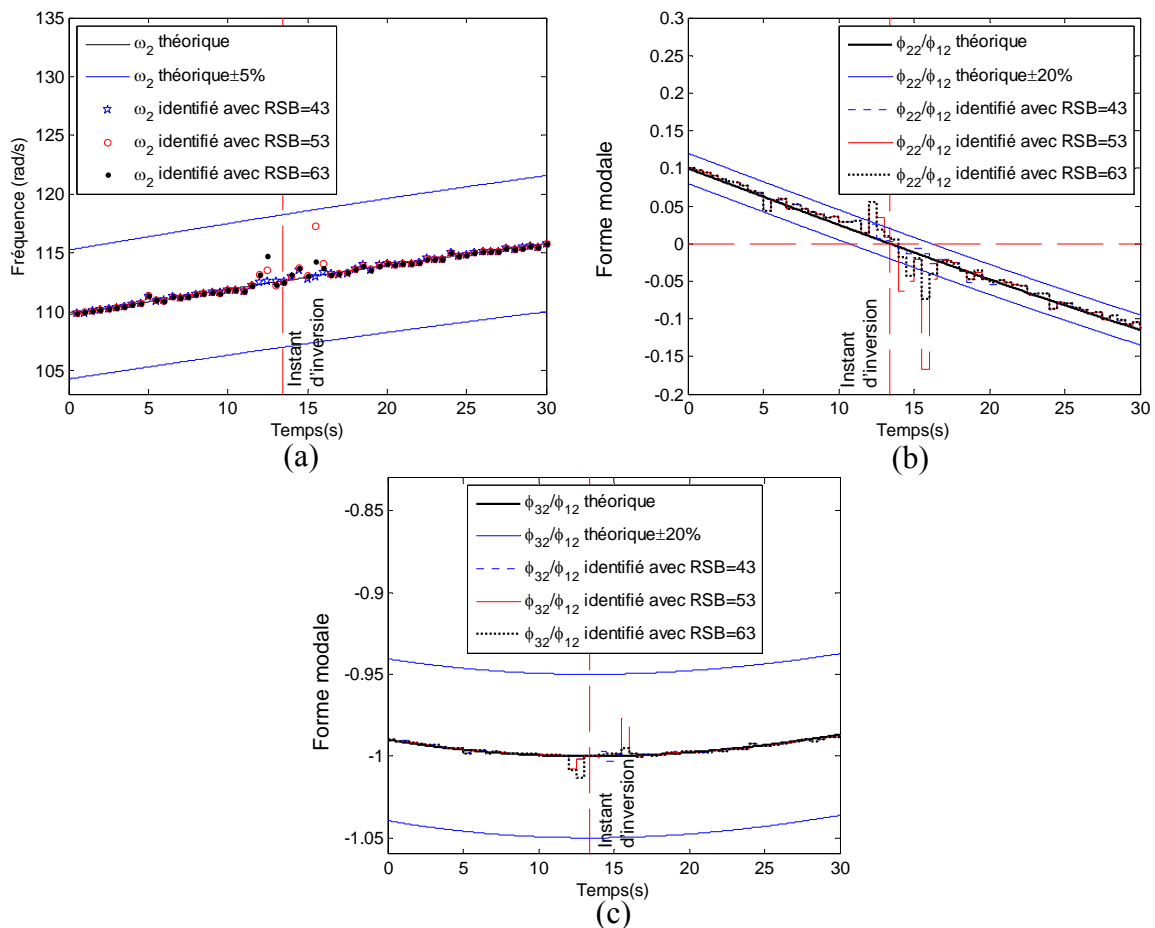 135
130
125
120
115
110
105
103
0
5
10
15
20
25
30
Fréquence (rad/s)
Temps(s)
ω2 théorique
ω2 théorique±5%
ω2 identifié avec RSB=43
ω2 identifié avec RSB=53
ω2 identifié avec RSB=63
Instant
d'inversion
(a)
0.3
0.25
0.2
0.15
0.1
0.05
0
-0.05
-0.1
-0.15
-0.2
0
5
10
15
20
25
30
Forme modale
Temps(s)
ϕ22/ϕ12 théorique
ϕ22/ϕ12 théorique±20%
ϕ22/ϕ12 identifié avec RSB=43
ϕ22/ϕ12 identifié avec RSB=53
ϕ22/ϕ12 identifié avec RSB=63
Instant
d'inversion
(b)
-0.85
-0.9
-0.95
-1
-1.05
0
5
10
15
20
25
30
Forme modale
Temps(s)
ϕ32/ϕ12 théorique
ϕ32/ϕ12 théorique±20%
ϕ32/ϕ12 identifié avec RSB=43
ϕ32/ϕ12 identifié avec RSB=53
ϕ32/ϕ12 identifié avec RSB=63
Instant
d'inversion
(c)